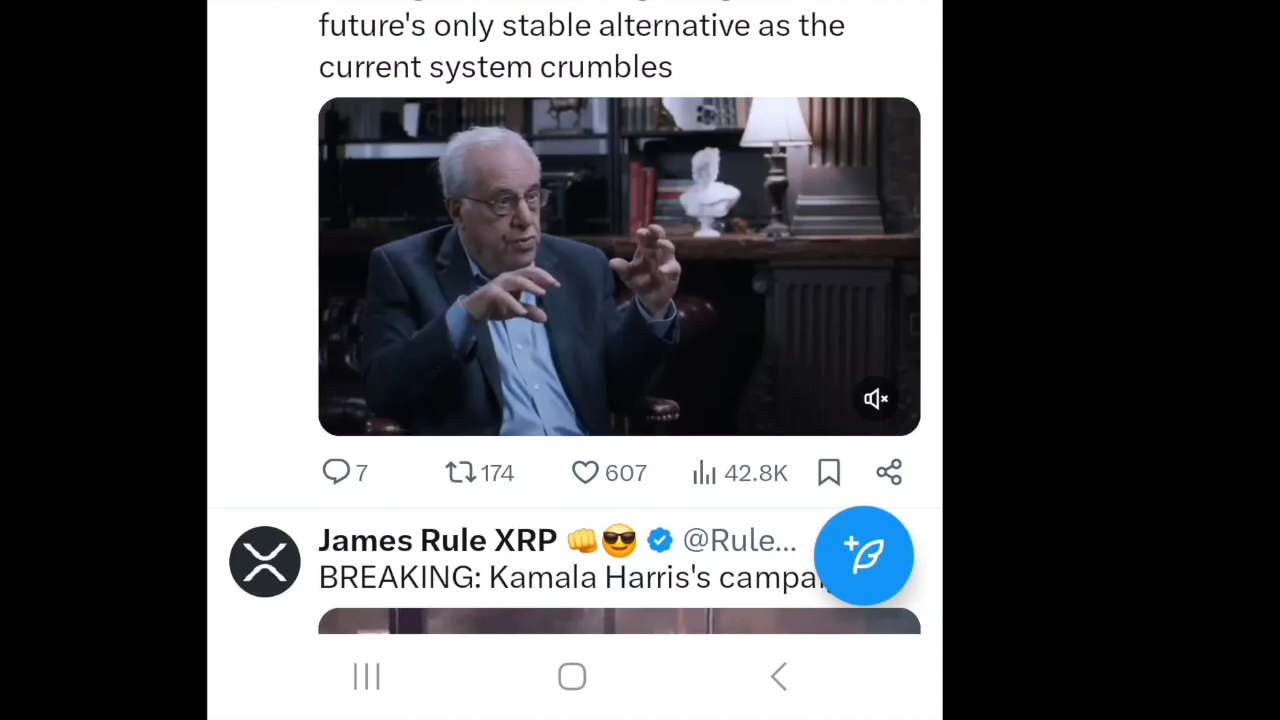 future's only stable alternative as the
current system crumbles
7 174 607 42.8K
James Rule XRP 👊😎 @Rule...
BREAKING: Kamala Harris's